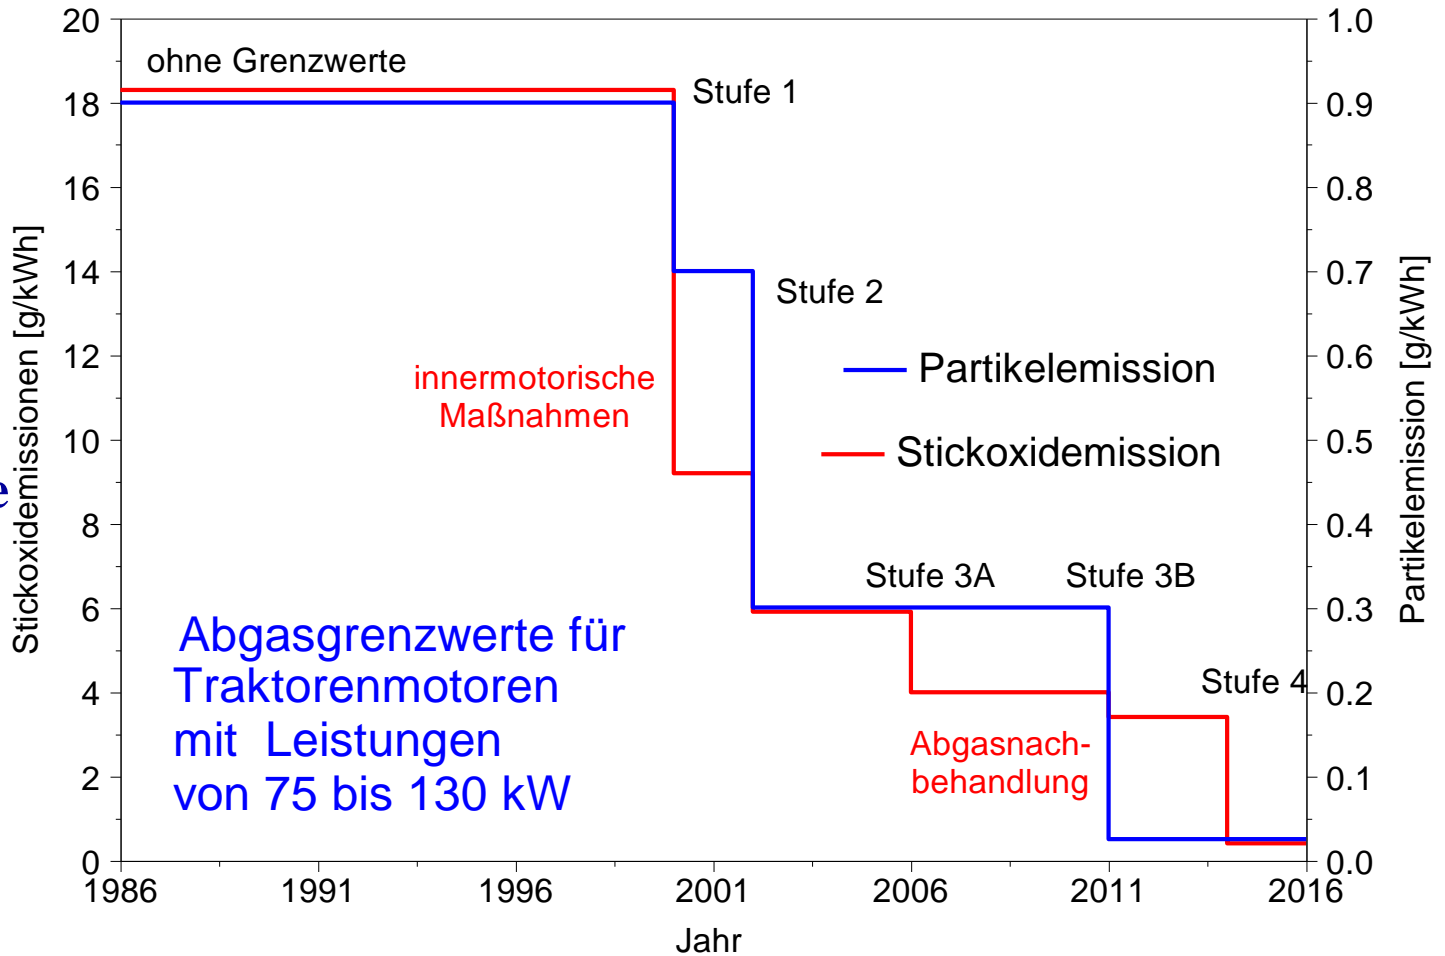 20
18
16
14
12
10
8
6
4
2
0
Stickoxidemissionen [g/kWh]
1.0
0.9
0.8
0.7
0.6
0.5
0.4
0.3
0.2
0.1
0.0
Partikelemission [g/kWh]
ohne Grenzwerte
Stufe 1
Stufe 2
innermotorische
Maßnahmen
Partikelemission
Stickoxidemission
Stufe 3A
Stufe 3B
Stufe 4
Abgasgrenzwerte für
Traktorenmotoren
mit Leistungen
von 75 bis 130 kW
Abgasnach-
behandlung
1986 1991 1996 2001 2006 2011 2016
Jahr